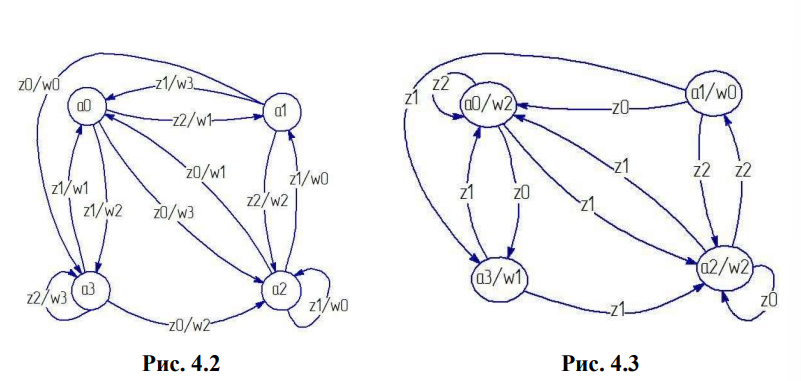 z0/w0
z1/w3
a0
a1
z2/w1
z0/w1
z1/w0
z1/w1
z1/w2
z0/w3
z2/w2
a3
a2
z2/w3
z1/w0
z0/w2
Рис. 4.2
z2
z1
a0/w2
a1/w0
z0
z1
z2
z2
z1
z0
z1
a3/w1
a2/w2
z0
z1
Рис. 4.3